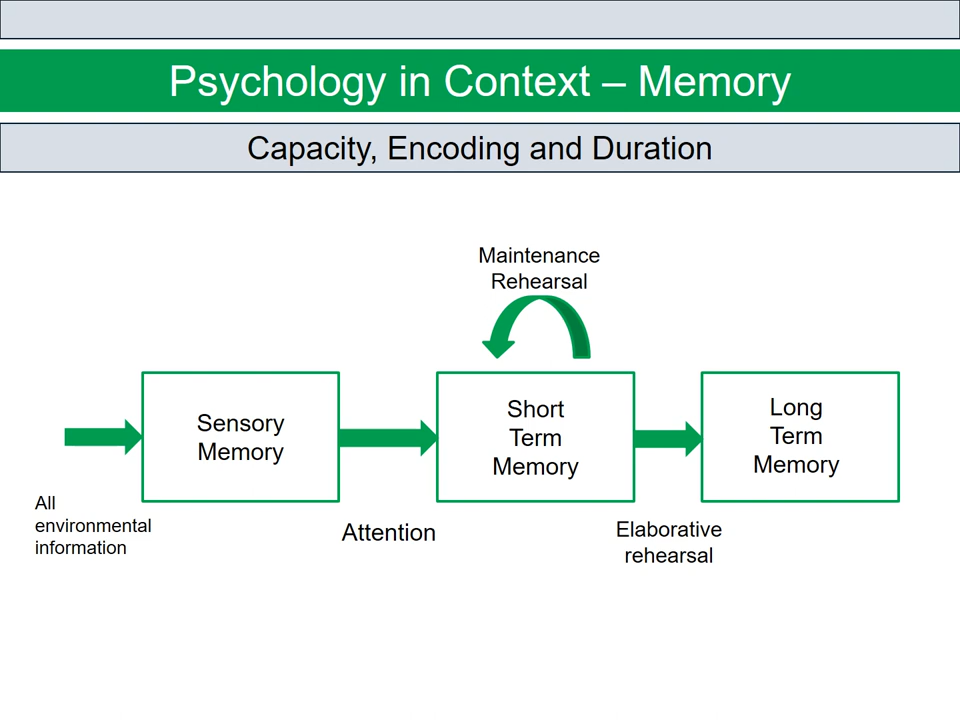 Psychology in Context – Memory
Capacity, Encoding and Duration
Maintenance
Rehearsal
Sensory
Memory
Short
Term
Memory
Long
Term
Memory
All
environmental
information
Attention
Elaborative
rehearsal